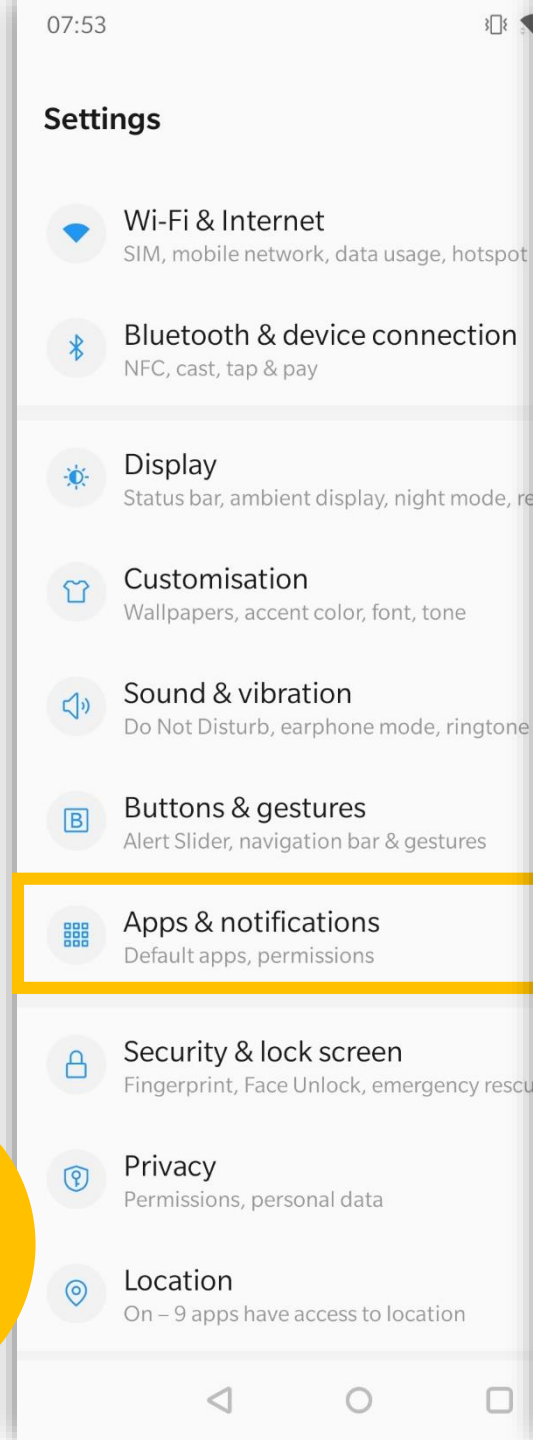 07:53
Settings
Wi-Fi & Internet
SIM, mobile network, data usage, hotspot
Bluetooth & device connection
NFC, cast, tap & pay
Display
Status bar, ambient display, night mode,
Customisation
Wallpapers, accent color, font, tone
Sound & vibration
Do Not Disturb, earphone mode, ringtone
B
Buttons & gestures
Alert Slider, navigation bar & gestures
Apps & notifications
Default apps, permissions
Security & lock screen
Fingerprint, Face Unlock, emergency
Privacy
Permissions, personal data
Location
On – 9 apps have access to location